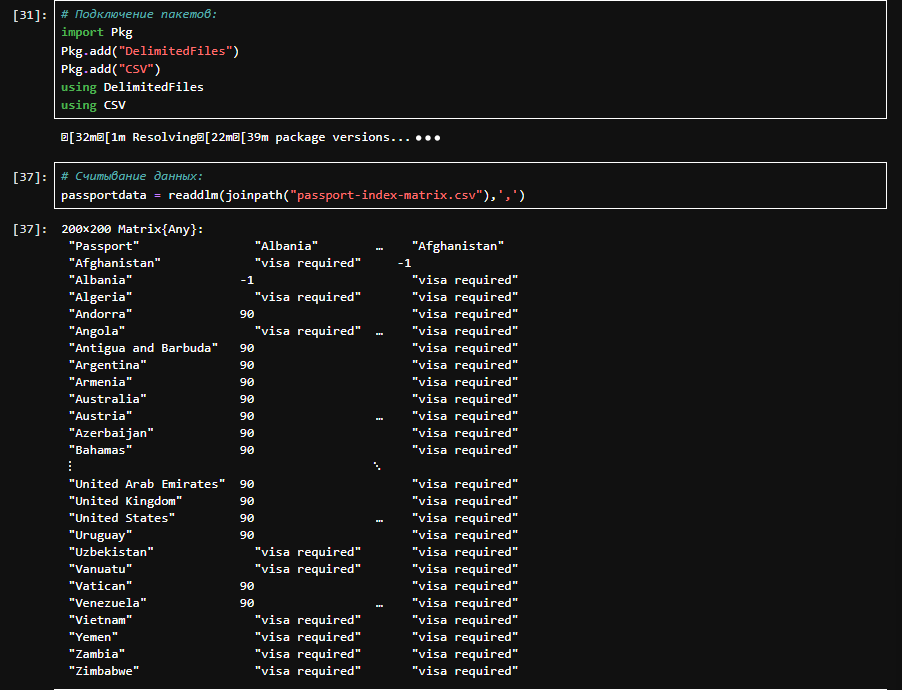 [31]: # Подключение пакетов:
import Pkg
Pkg.add("DelimitedFiles")
Pkg.add("CSV")
using DelimitedFiles
using CSV
�[32m�[1m Resolving�[22m�[39m package versions... •••
[37]: # Считывание данных:
passportdata = readdlm(joinpath("passport-index-matrix.csv"),',')
[37]: 200×200 Matrix{Any}:
"Passport" "Albania" … "Afghanistan"
"Afghanistan" "visa required" -1
"Albania" -1 "visa required"
"Algeria" "visa required" "visa required"
"Andorra" 90 "visa required"
"Angola" "visa required" … "visa required"
"Antigua and Barbuda" 90 "visa required"
"Argentina" 90 "visa required"
"Armenia" 90 "visa required"
"Australia" 90 "visa required"
"Austria" 90 … "visa required"
"Azerbaijan" 90 "visa required"
"Bahamas" 90 "visa required"
⋮ ⋱
"United Arab Emirates" 90 "visa required"
"United Kingdom" 90 "visa required"
"United States" 90 … "visa required"
"Uruguay" 90 "visa required"
"Uzbekistan" "visa required" "visa required"
"Vanuatu" "visa required" "visa required"
"Vatican" 90 "visa required"
"Venezuela" 90 … "visa required"
"Vietnam" "visa required" "visa required"
"Yemen" "visa required" "visa required"
"Zambia" "visa required" "visa required"
"Zimbabwe" "visa required" "visa required"